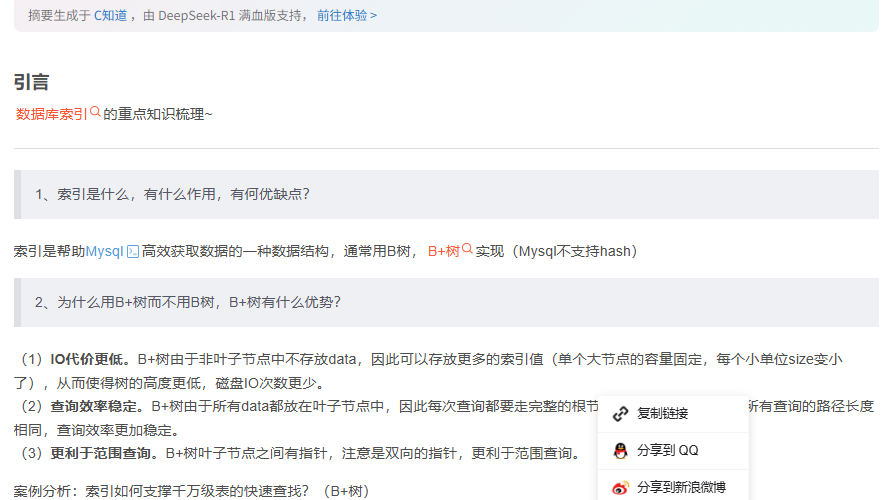 摘要生成于 C知道 ，由 DeepSeek-R1 满血版支持， 前往体验 >
引言
数据库索引的重点知识梳理~
1、索引是什么，有什么作用，有何优缺点？
索引是帮助Mysql高效获取数据的一种数据结构，通常用B树， B+树实现（Mysql不支持hash）
2、为什么用B+树而不用B树，B+树有什么优势？
（1）IO代价更低。B+树由于非叶子节点中不存放data，因此可以存放更多的索引值（单个大节点的容量固定，每个小单位size变小
了），从而使得树的高度更低，磁盘IO次数更少。
（2）查询效率稳定。B+树由于所有data都放在叶子节点中，因此每次查询都要走完整的根节 所有查询的路径长度
相同，查询效率更加稳定。
（3）更利于范围查询。B+树叶子节点之间有指针，注意是双向的指针，更利于范围查询。
案例分析：索引如何支撑千万级表的快速查找？（B+树）
复制链接
分享到 QQ
分享到新浪微博